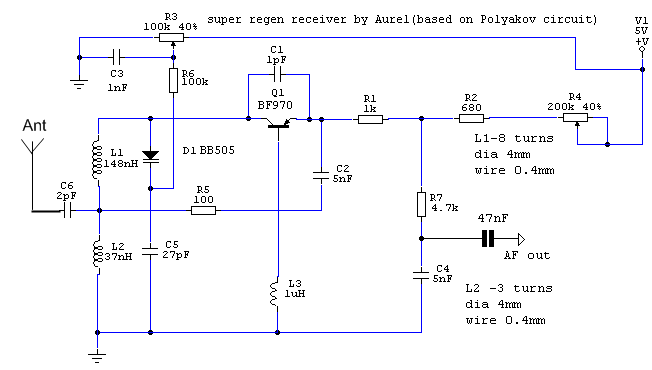 super regen receiver by Aurel(based on Polyakov circuit)
V1
5V
+V
R3
100k 40%
C3
1nF
R6
100k
C1
1pF
Q1
BF970
R1
1k
R2
680
R4
200k 40%
Ant
L1
148nH
D1 BB505
C2
5nF
L1-8 turns
dia 4mm
wire 0.4mm
C6
2pF
R5
100
R7
4.7k
47nF
AF out
L2
37nH
C5
27pF
C4
5nF
L3
1uH
L2 -3 turns
dia 4mm
wire 0.4mm